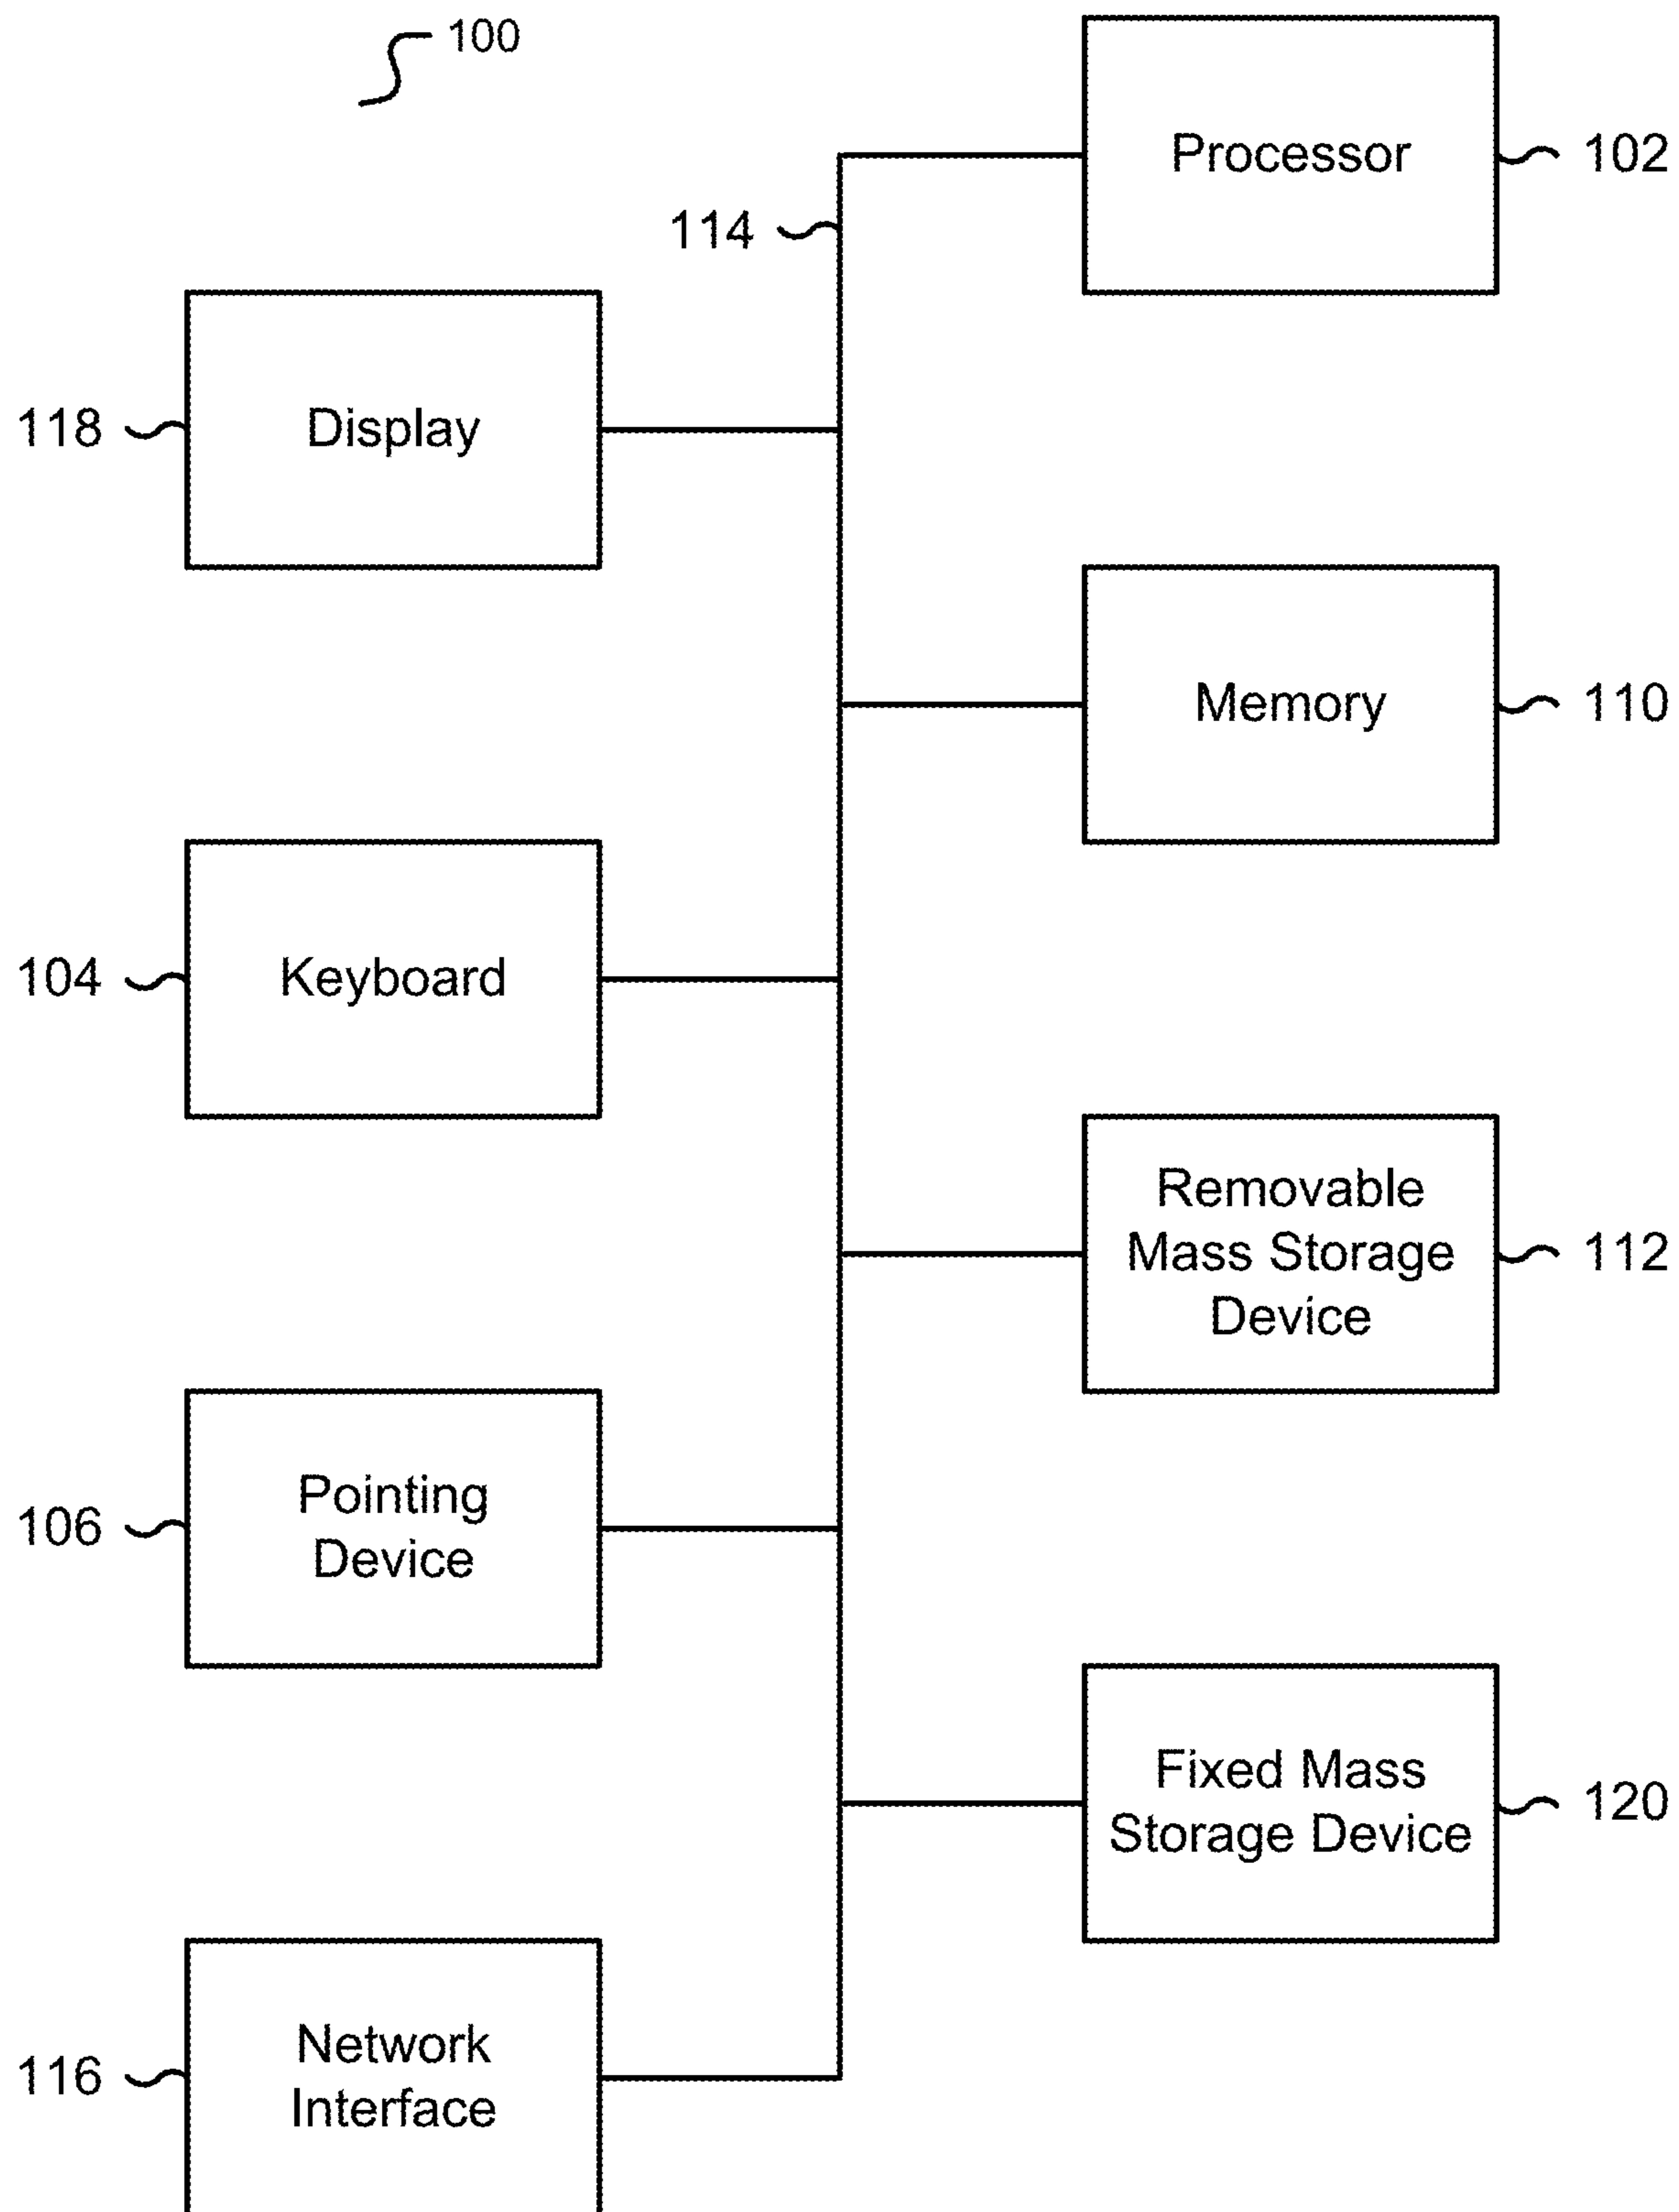 100
Processor
102
114
118
Display
Memory
110
104
Keyboard
Removable
Mass Storage
Device
112
106
Pointing
Device
Fixed Mass
Storage Device
120
116
Network
Interface